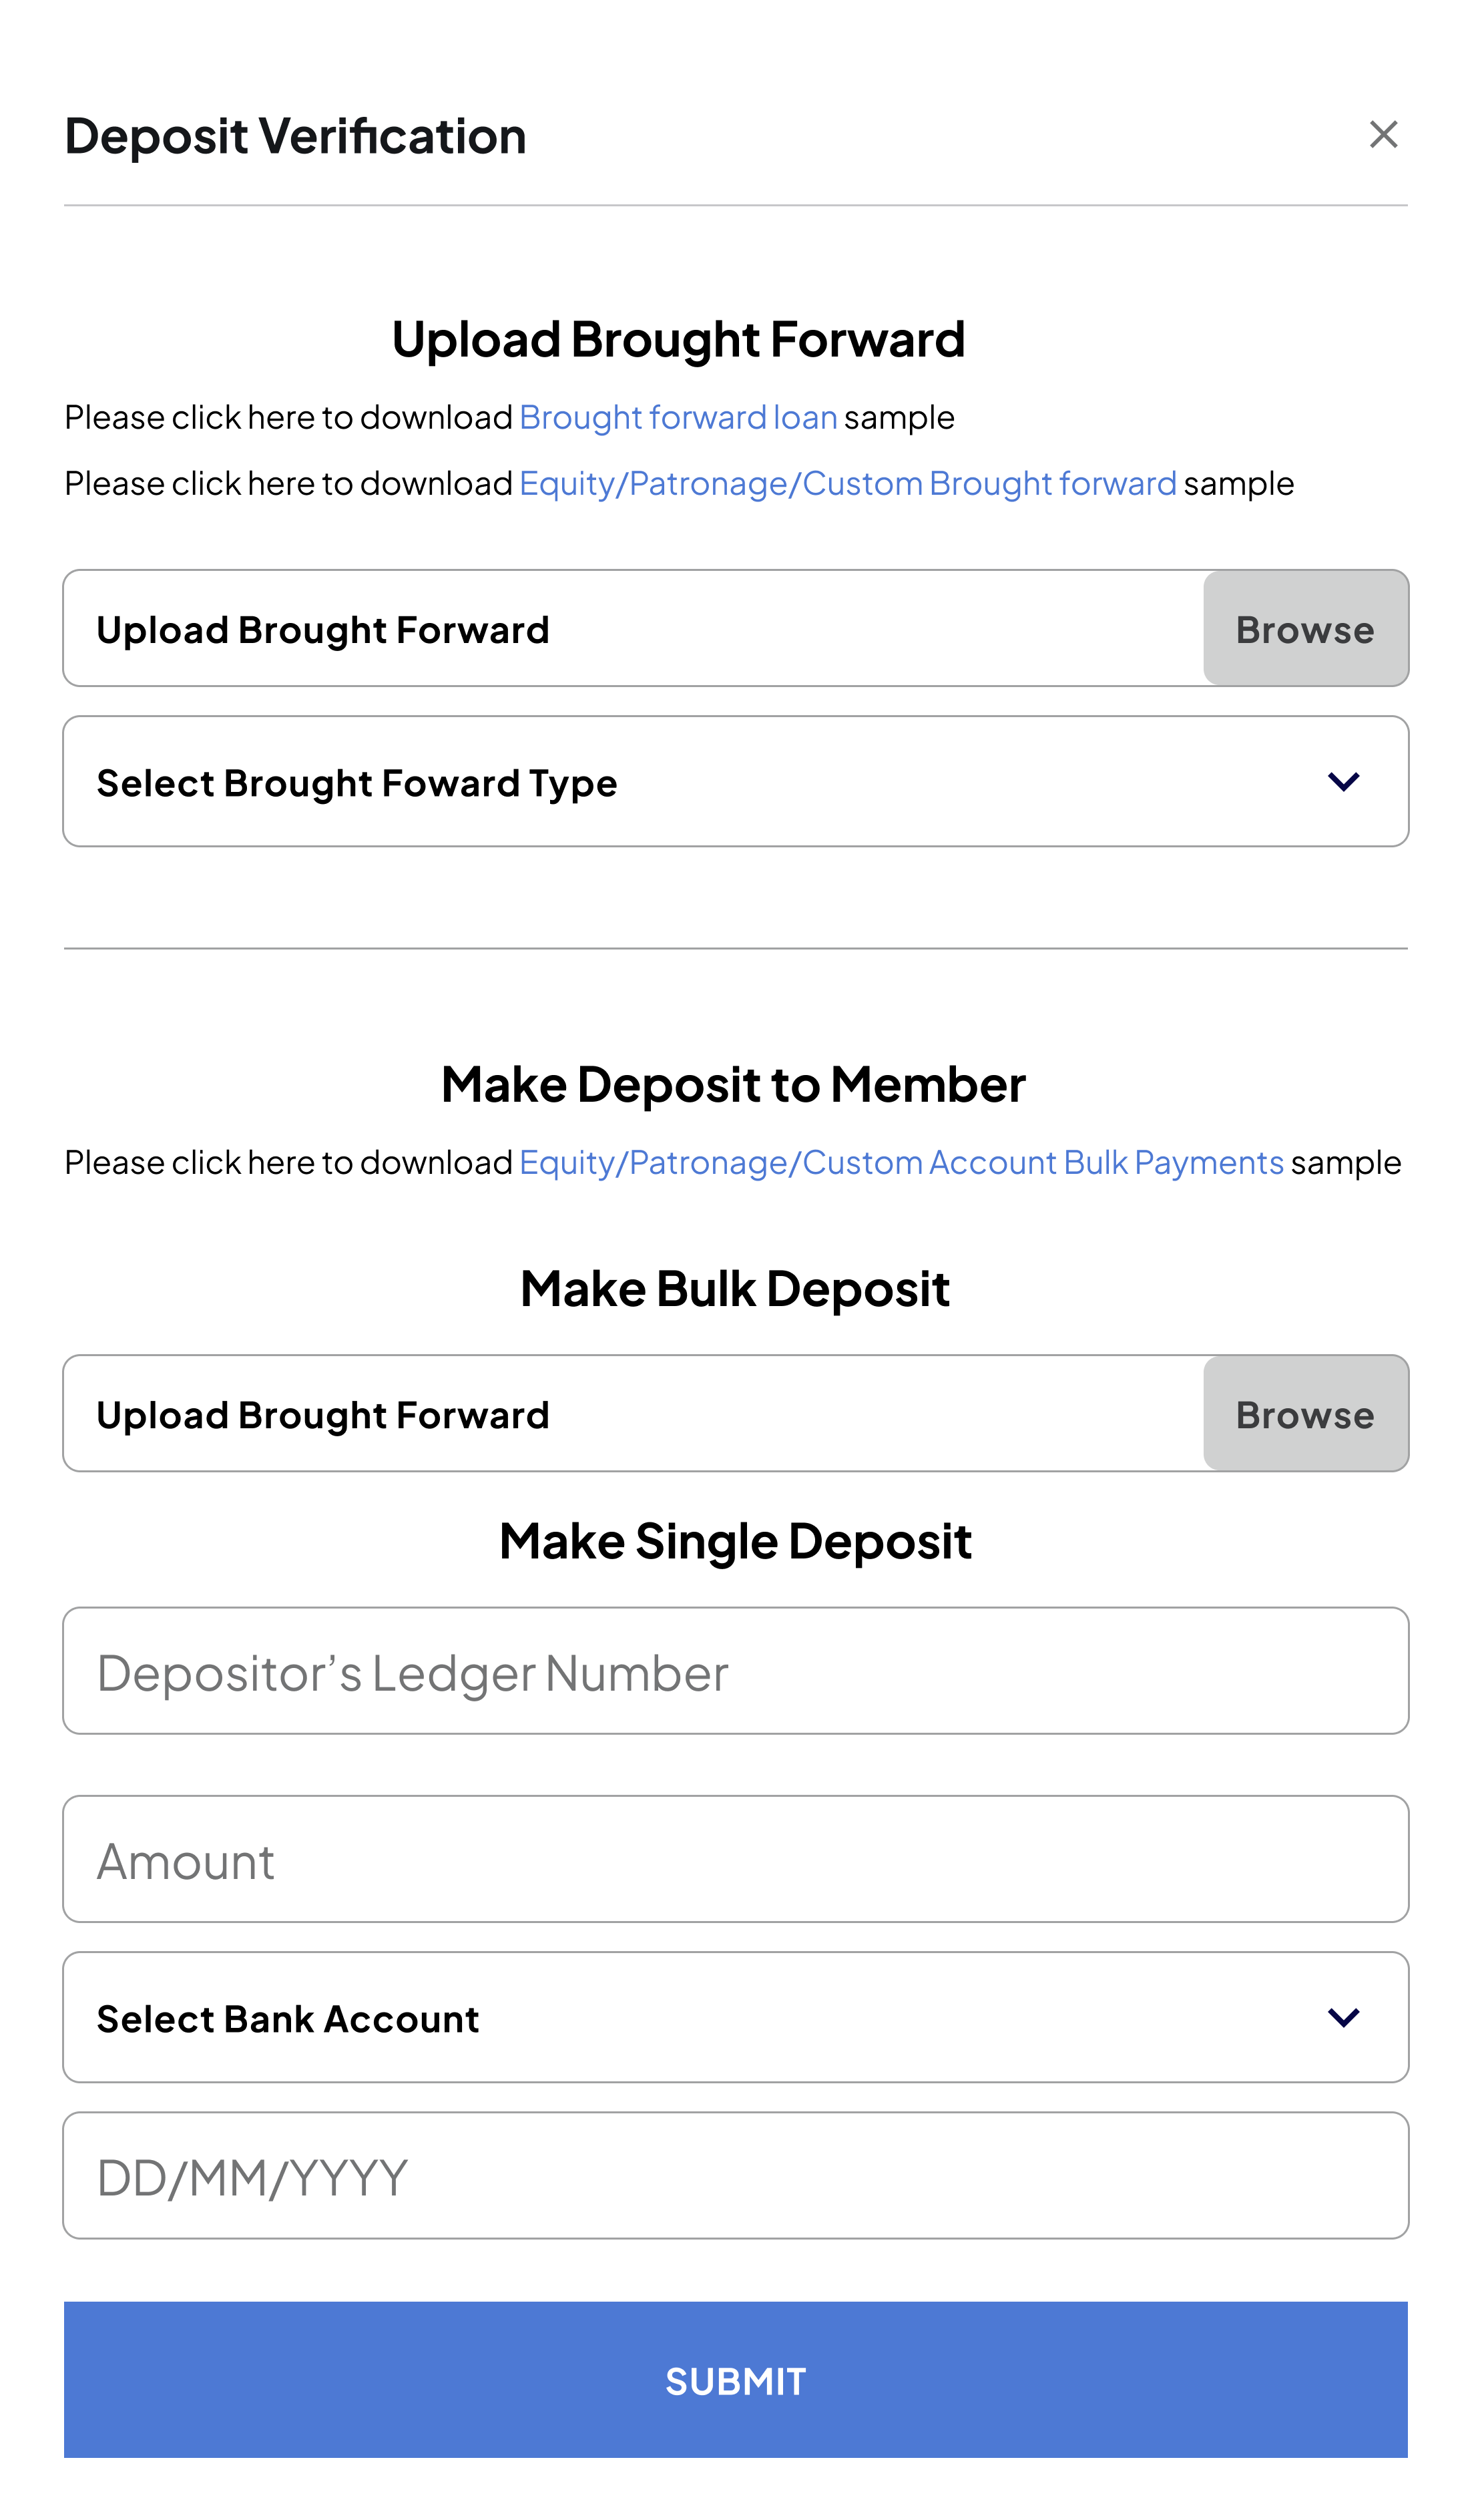 Deposit Verification
Upload Brought Forward
Please click here to download Brought forward loan sample
Please click here to download Equity/Patronage/Custom Brought forward sample
Upload Brought Forward Browse
Select Brought Foward Type
Make Deposit to Member
Please click here to download Equity/Patronage/Custom Account Bulk Payments sample
Make Bulk Deposit
Upload Brought Forward Browse
Make Single Deposit
Depositor’s Ledger Number
Amount
Select Bank Account
DD/MM/YYYY
SUBMIT